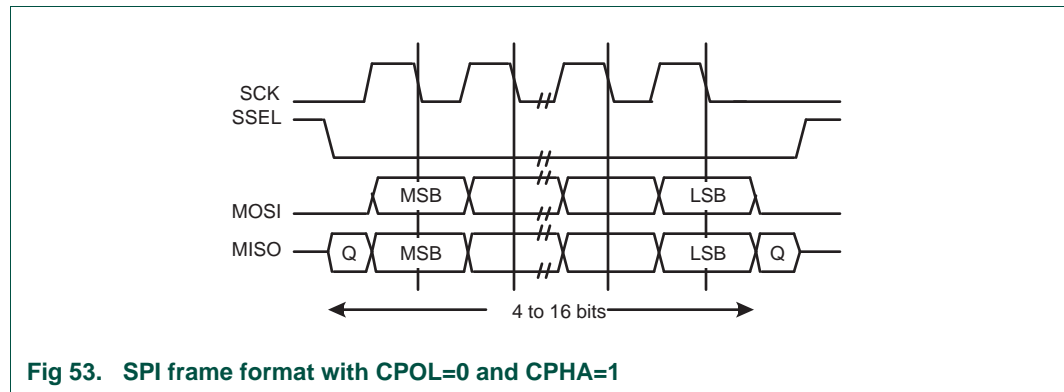 SCK
SSEL
MOSI
MSB
LSB
MISO
Q
MSB
LSB
Q
4 to 16 bits
Fig 53. SPI frame format with CPOL=0 and CPHA=1